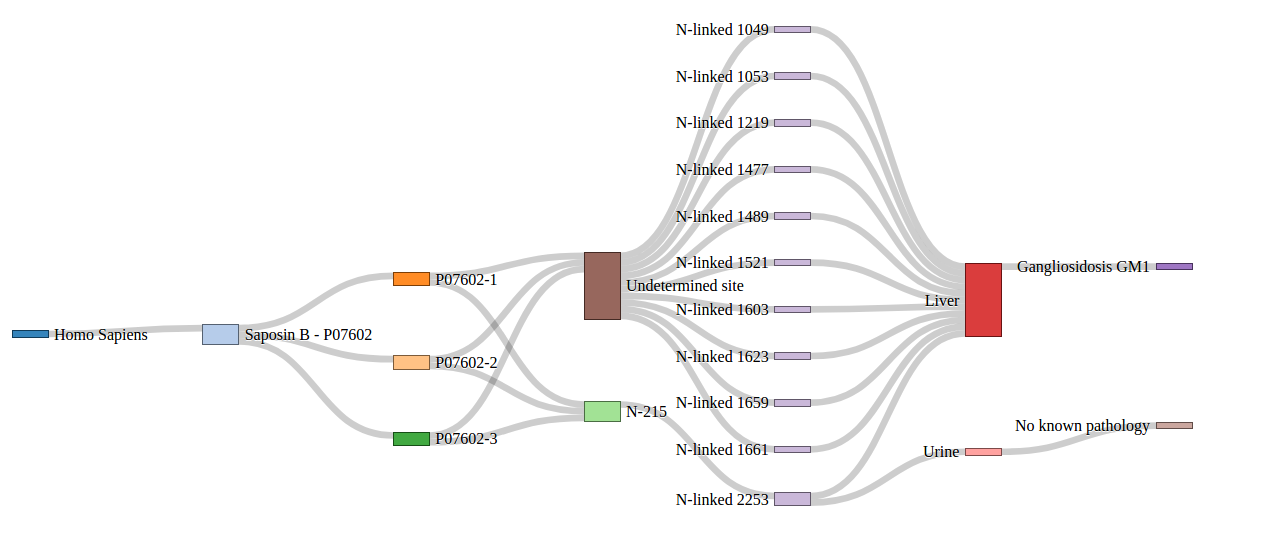 Homo Sapiens
Saposin B - P07602
P07602-1
P07602-2
P07602-3
Undetermined site
N-215
N-linked 1049
N-linked 1053
N-linked 1219
N-linked 1477
N-linked 1489
N-linked 1521
N-linked 1603
N-linked 1623
N-linked 1659
N-linked 1661
N-linked 2253
Liver
Urine
Gangliosidosis GM1
No known pathology